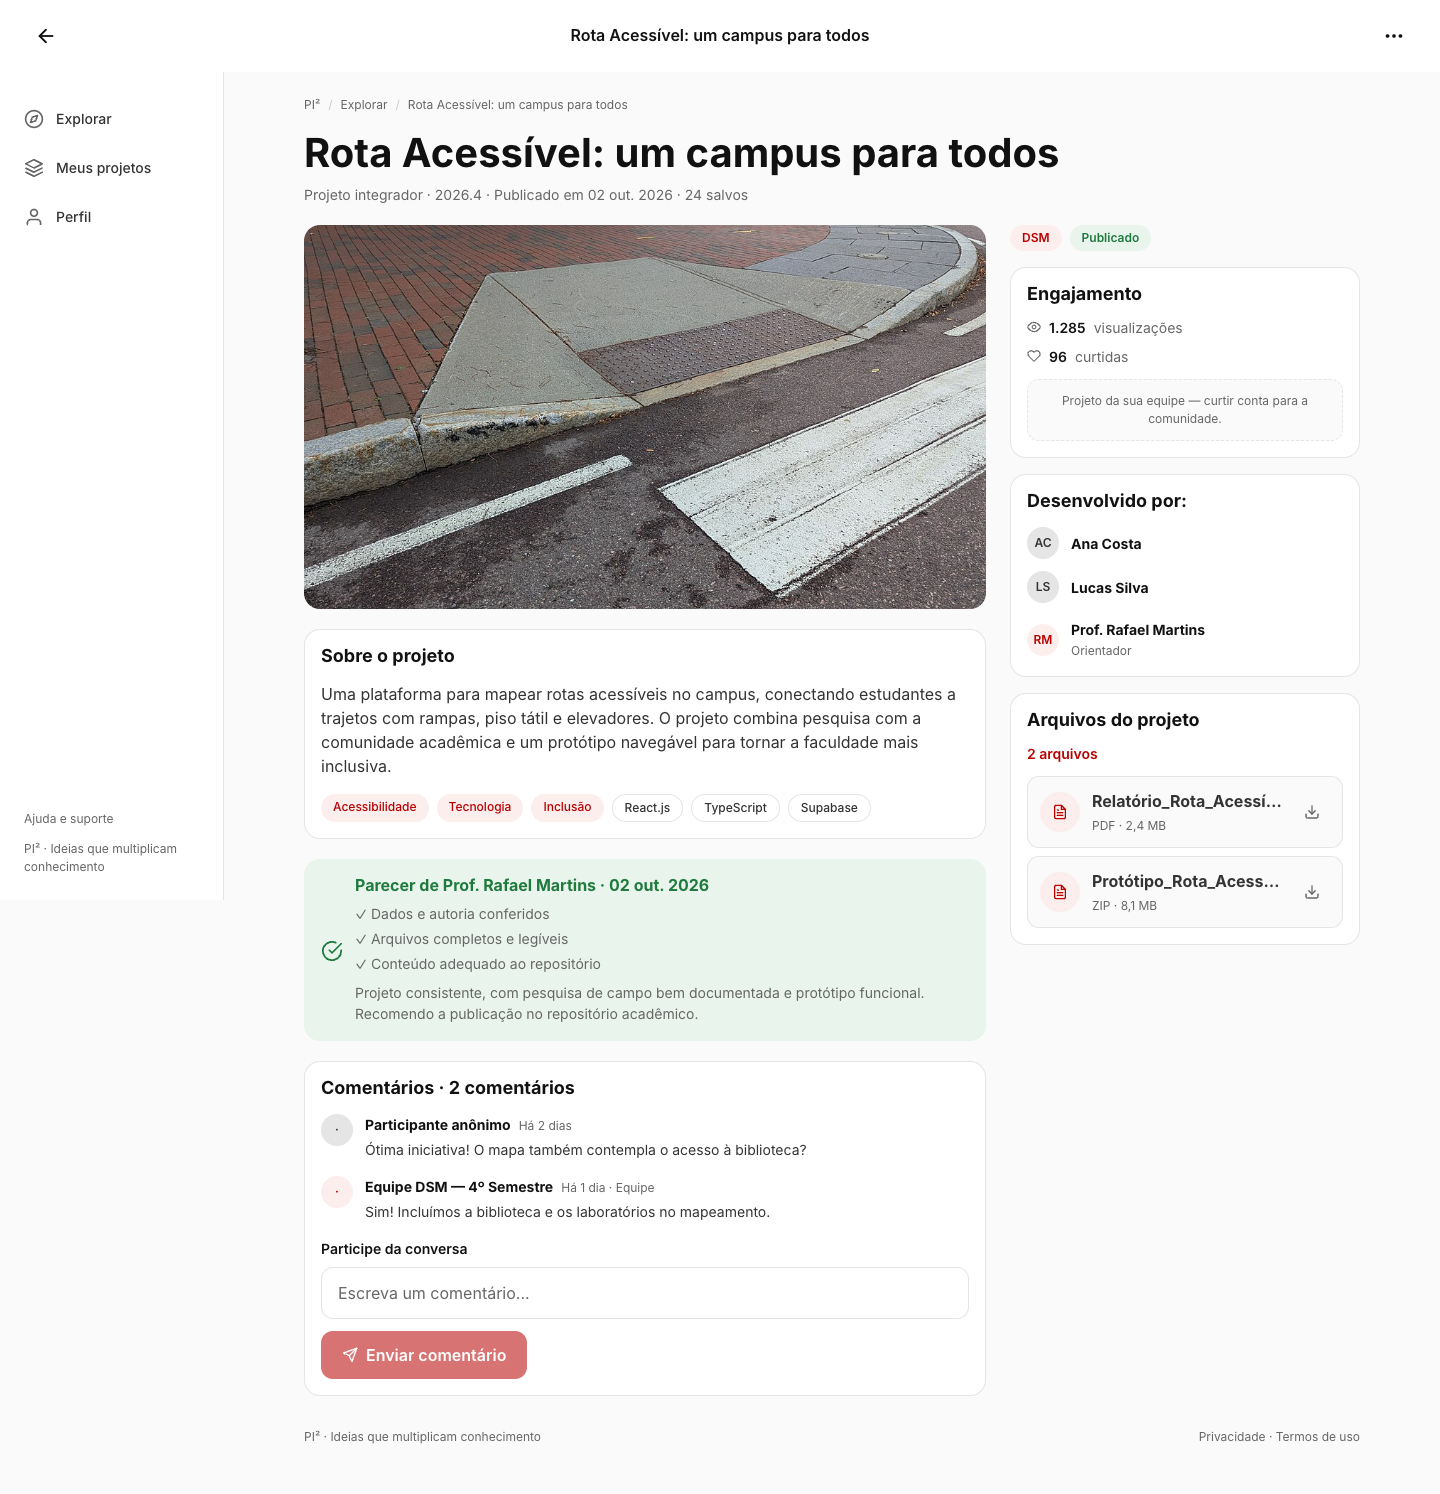 Rota Acessível: um campus para todos
Explorar
Meus projetos
Perfil
Ajuda e suporte
PI² · Ideias que multiplicam
conhecimento
PI² / Explorar / Rota Acessível: um campus para todos
Rota Acessível: um campus para todos
Projeto integrador · 2026.4 · Publicado em 02 out. 2026 · 24 salvos
Sobre o projeto
Uma plataforma para mapear rotas acessíveis no campus, conectando estudantes a
trajetos com rampas, piso tátil e elevadores. O projeto combina pesquisa com a
comunidade acadêmica e um protótipo navegável para tornar a faculdade mais
inclusiva.
Acessibilidade Tecnologia Inclusão React.js TypeScript Supabase
Parecer de Prof. Rafael Martins · 02 out. 2026
✓ Dados e autoria conferidos
✓ Arquivos completos e legíveis
✓ Conteúdo adequado ao repositório
Projeto consistente, com pesquisa de campo bem documentada e protótipo funcional.
Recomendo a publicação no repositório acadêmico.
Comentários · 2 comentários
· Participante anônimo Há 2 dias
Ótima iniciativa! O mapa também contempla o acesso à biblioteca?
· Equipe DSM — 4º Semestre Há 1 dia · Equipe
Sim! Incluímos a biblioteca e os laboratórios no mapeamento.
Participe da conversa
Escreva um comentário...
Enviar comentário
DSM Publicado
Engajamento
1.285 visualizações
96 curtidas
Projeto da sua equipe — curtir conta para a
comunidade.
Desenvolvido por:
AC Ana Costa
LS Lucas Silva
RM Prof. Rafael Martins
Orientador
Arquivos do projeto
2 arquivos
Relatório_Rota_Acessí...
PDF · 2,4 MB
Protótipo_Rota_Acess...
ZIP · 8,1 MB
PI² · Ideias que multiplicam conhecimento
Privacidade · Termos de uso